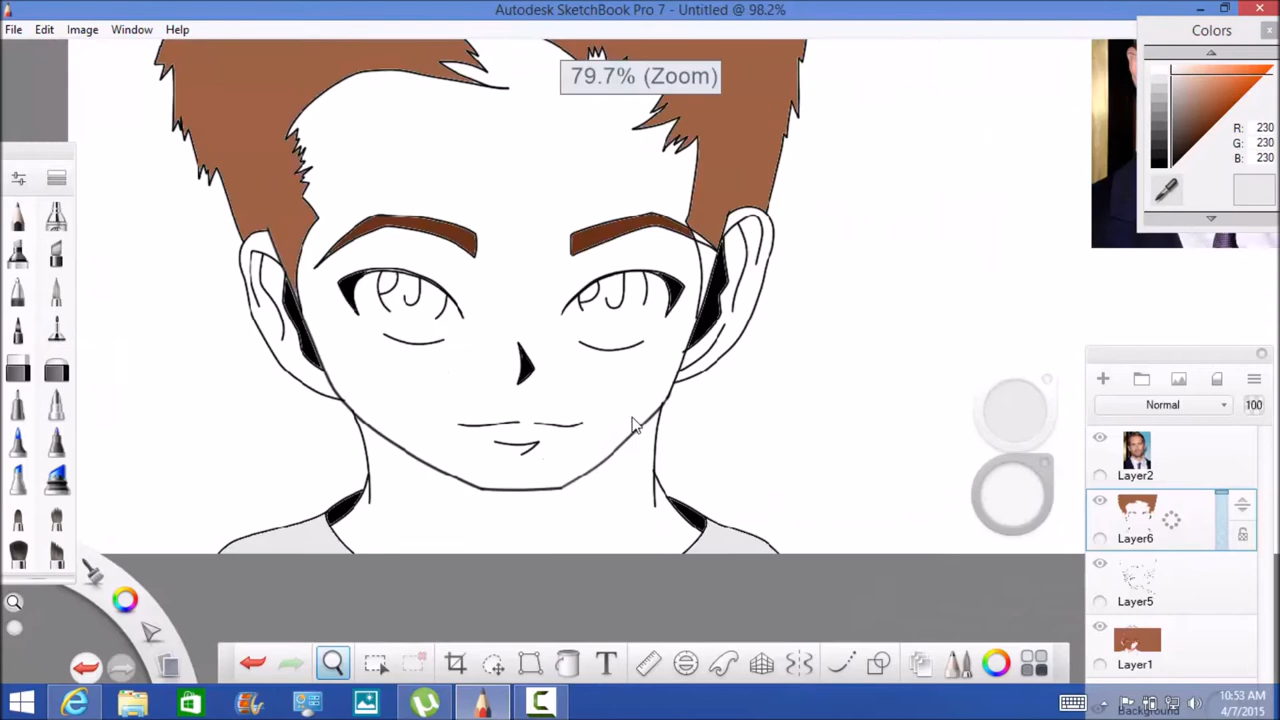 Autodesk SketchBook Pro 7 - Untitled @ 98.2%
File Edit Image Window Help
Colors
79.7% (Zoom)
R: 230
G: 230
B: 230
Normal 100
Layer2
Layer6
Layer5
Layer1
Background
T
10:53 AM
4/7/2015